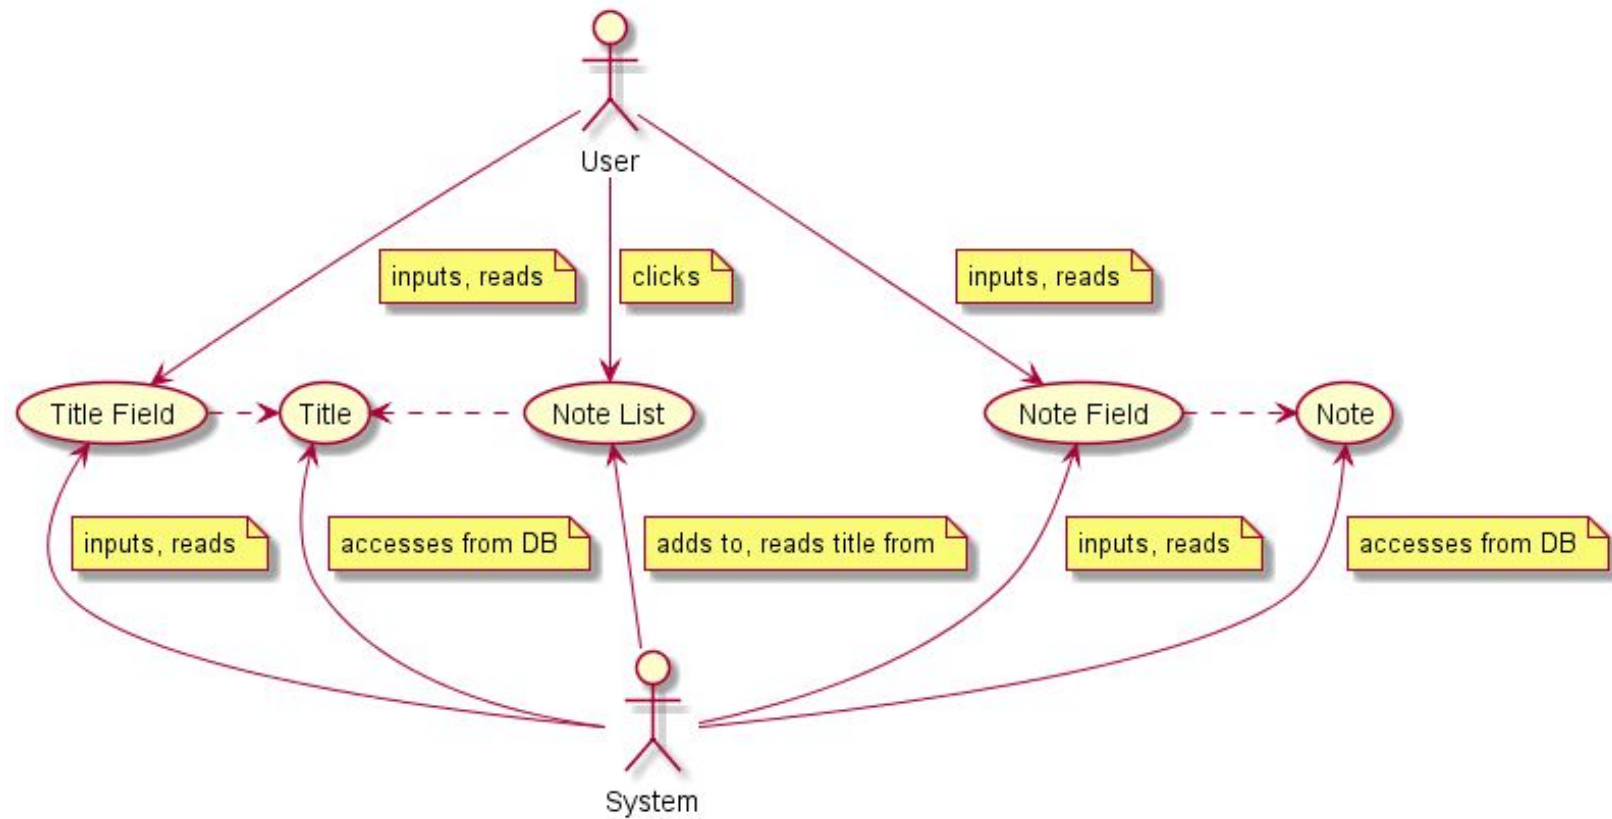 User
inputs, reads
clicks
inputs, reads
Title Field
Title
Note List
Note Field
Note
inputs, reads
accesses from DB
adds to, reads title from
inputs, reads
accesses from DB
System